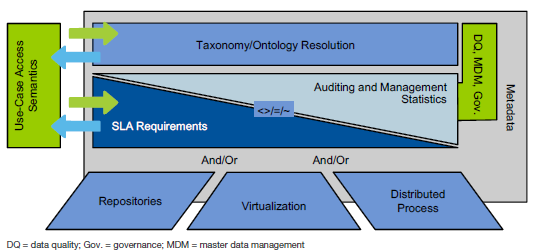 Use-Case Access
Semantics
Taxonomy/Ontology Resolution
DQ, MDM, Gov.
Metadata
Auditing and Management
Statistics
<>/=/~
SLA Requirements
And/Or
And/Or
Repositories
Virtualization
Distributed
Process
DQ = data quality; Gov. = governance; MDM = master data management